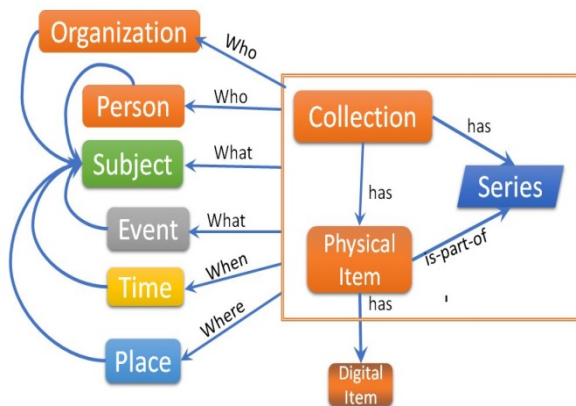 Organization
Who
Person
Who
Collection
has
Subject
What
Series
has
Event
What
Physical
Item
is-part-of
Time
When
has
Where
Place
Digital
Item